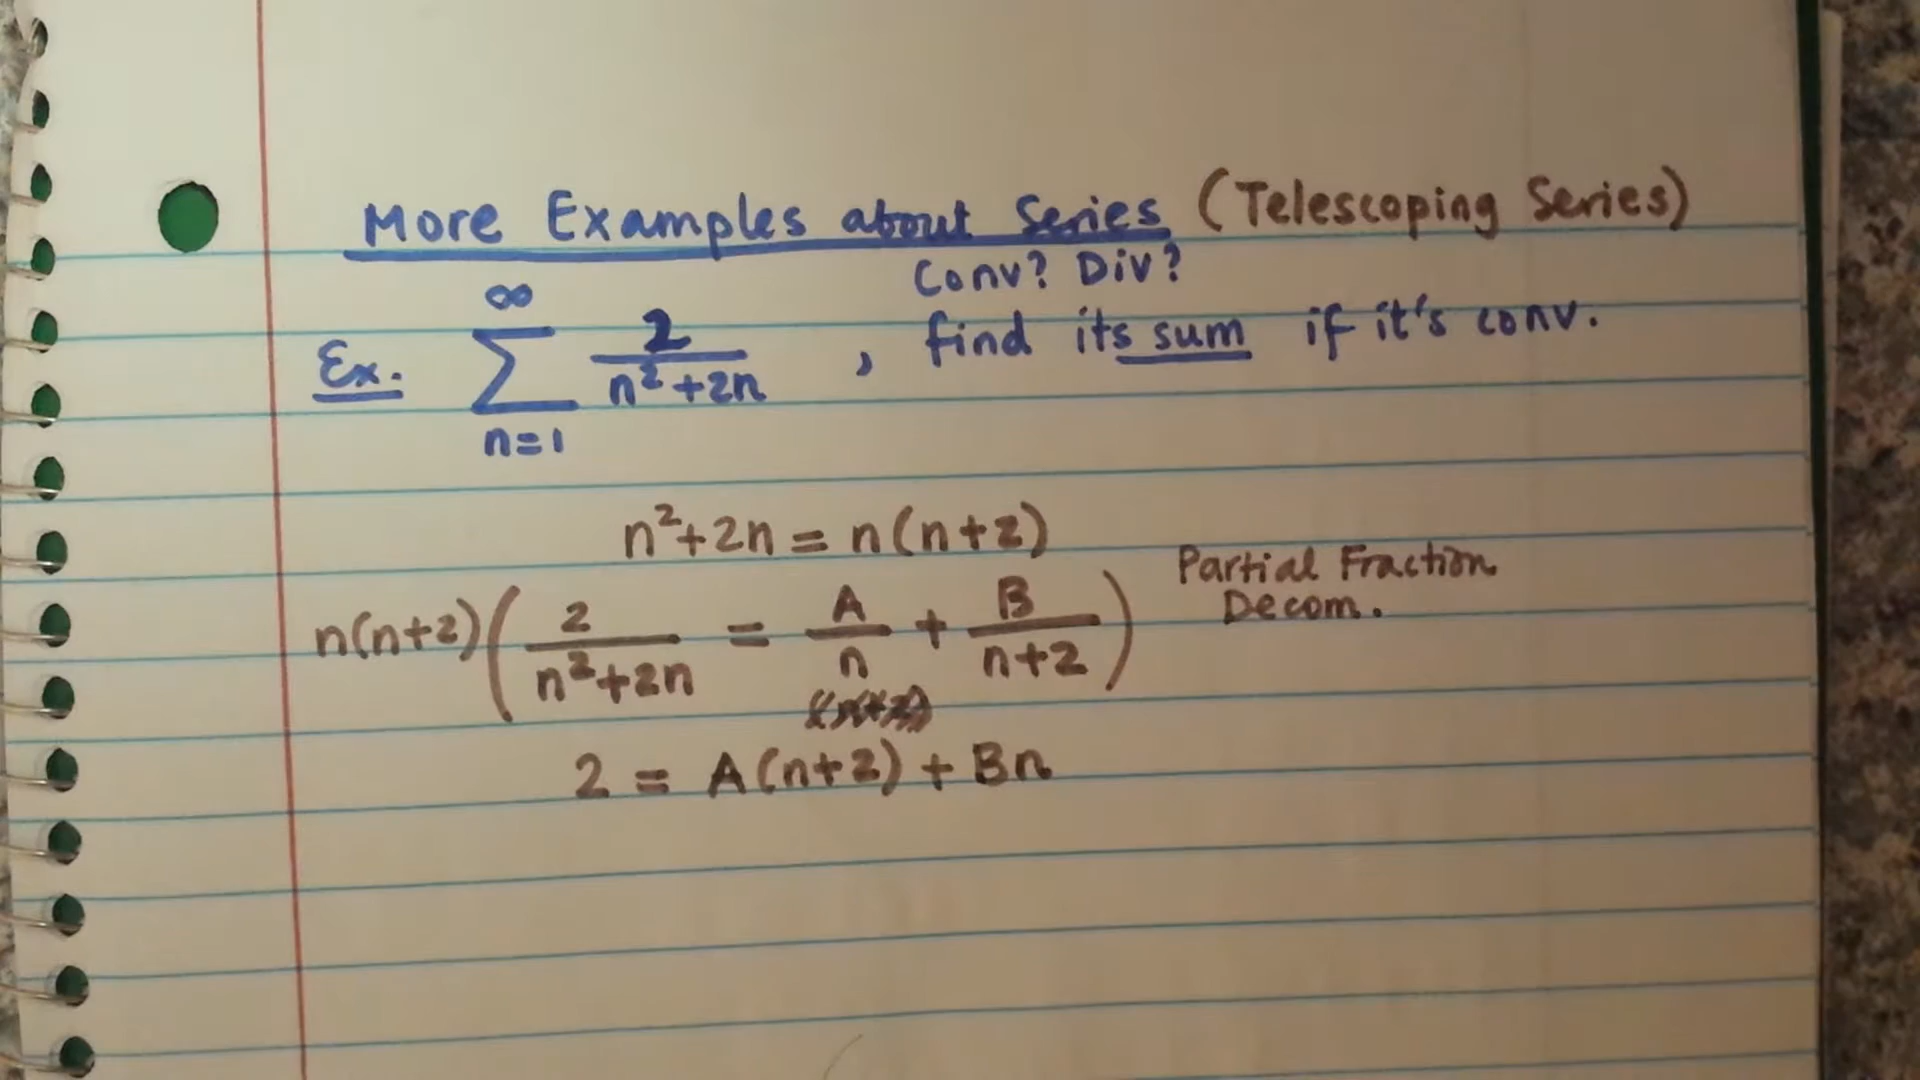 More Examples about Series (Telescoping Series)
Conv? Div?
Ex. ∞ ∑ n=1 2/(n²+2n) , find its sum if it's conv.
n²+2n = n(n+2)
Partial Fraction
Decom.
n(n+2)( 2/(n²+2n) = A/n + B/(n+2) )
2 = A(n+2) + Bn